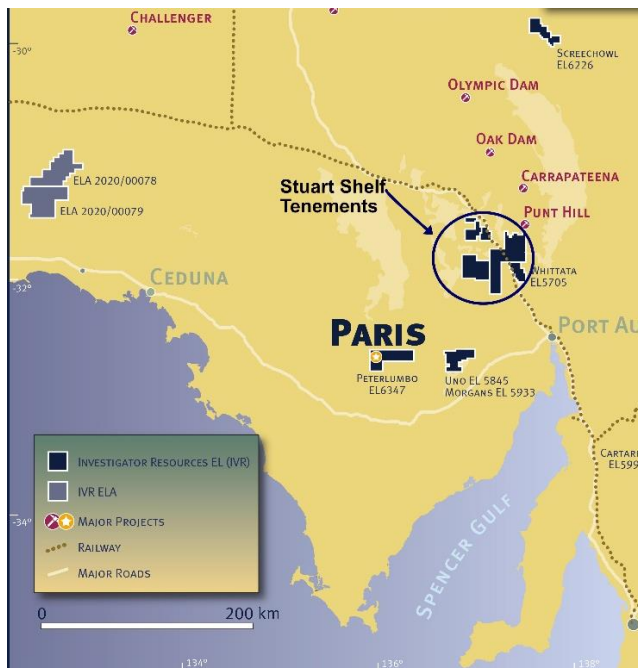 CHALLENGER
-30°
SCREECHOWL
EL6226
OLYMPIC DAM
OAK DAM
ELA 2020/00078
CARRAPATEENA
Stuart Shelf
Tenements
ELA 2020/00079
PUNT HILL
CEDUNA
WHITTATA
EL5705
-32°
PARIS
PORT AU
PETERLUMBO
EL6347
UNO EL 5845
MORGANS EL 5933
INVESTIGATOR RESOURCES EL (IVR)
IVR ELA
MAJOR PROJECTS
RAILWAY
MAJOR ROADS
CARTAR
EL599
-34°
SPENCER GULF
0 200 km
134°
136°
138°